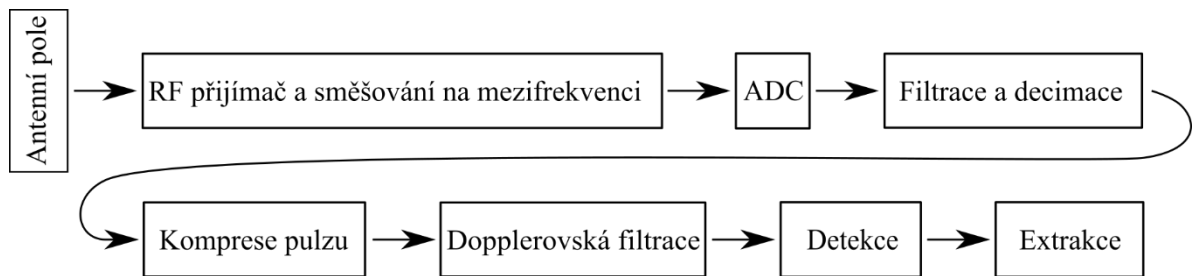 Antenní pole
RF přijímač a směšování na mezifrekvenci
ADC
Filtrace a decimace
Komprese pulzu
Dopplerovská filtrace
Detekce
Extrakce